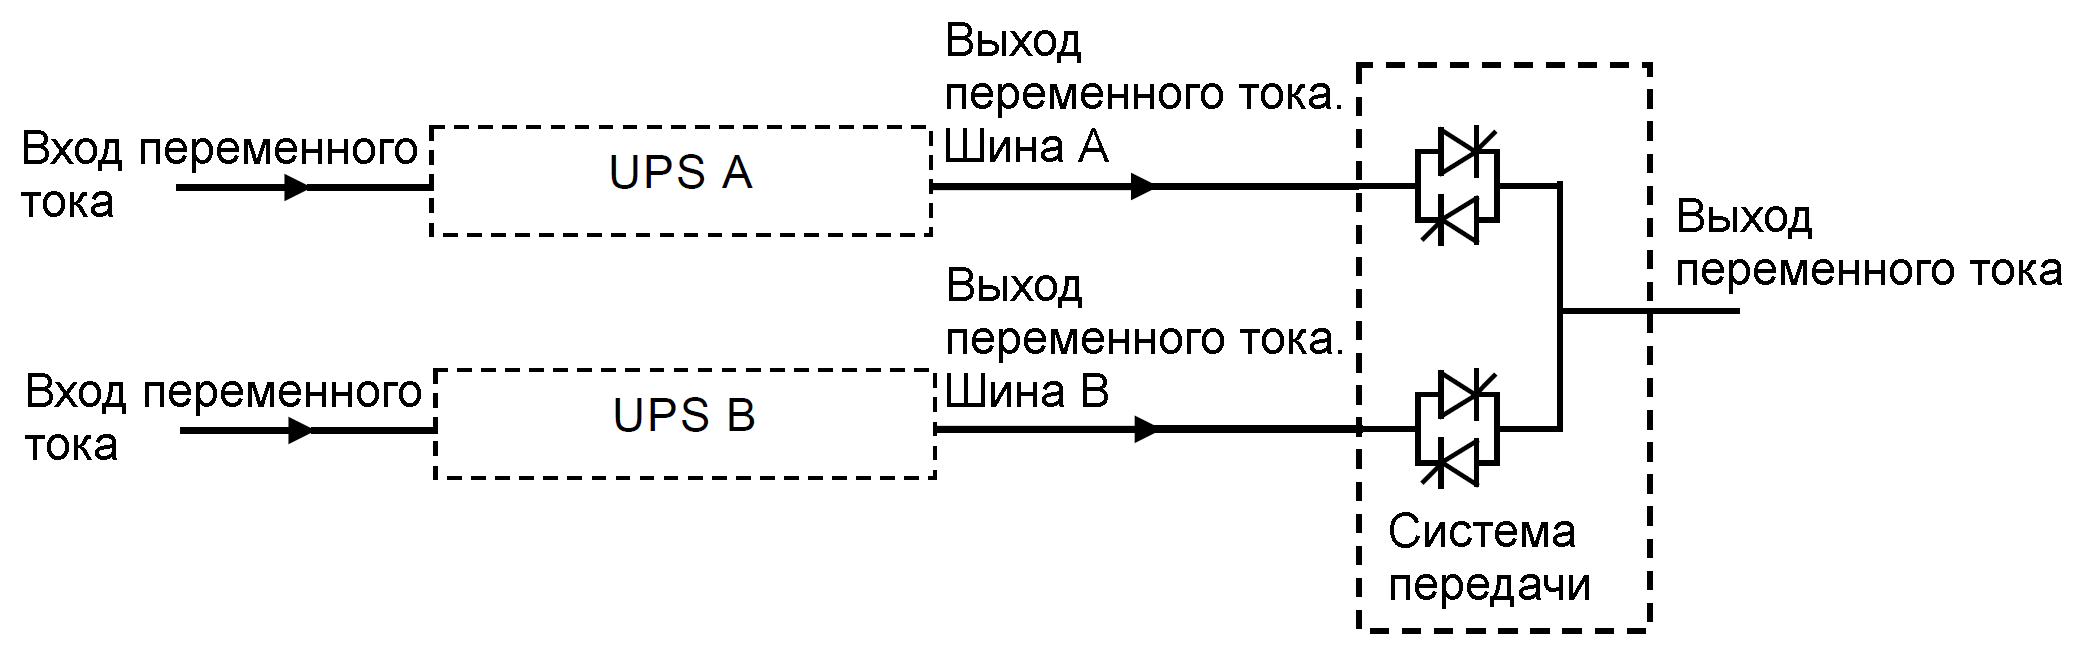 Вход переменного
тока
UPS A
Выход
переменного тока.
Шина A
Вход переменного
тока
UPS B
Выход
переменного тока.
Шина B
Система
передачи
Выход
переменного тока